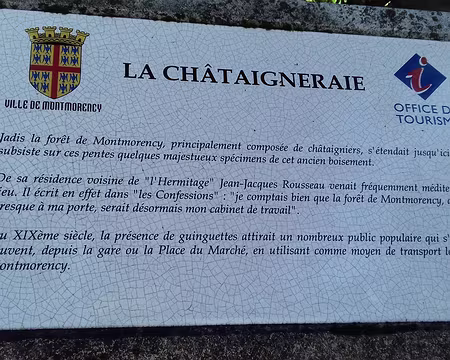 LA CHÂTAIGNERAIE
VILLE DE MONTMORENCY
OFFICE D
TOURISM
Jadis la forêt de Montmorency, principalement composée de châtaigniers, s'étendait jusqu'ici
subsiste sur ces pentes quelques majestueux spécimens de cet ancien boisement.
De sa résidence voisine de "l'Hermitage" Jean-Jacques Rousseau venait fréquemment médite
ieu. Il écrit en effet dans "les Confessions" : "je comptais bien que la forêt de Montmorency,
resque à ma porte, serait désormais mon cabinet de travail".
u XIXème siècle, la présence de guinguettes attirait un nombreux public populaire qui s'
uvent, depuis la gare ou la Place du Marché, en utilisant comme moyen de transport
ontmorency.